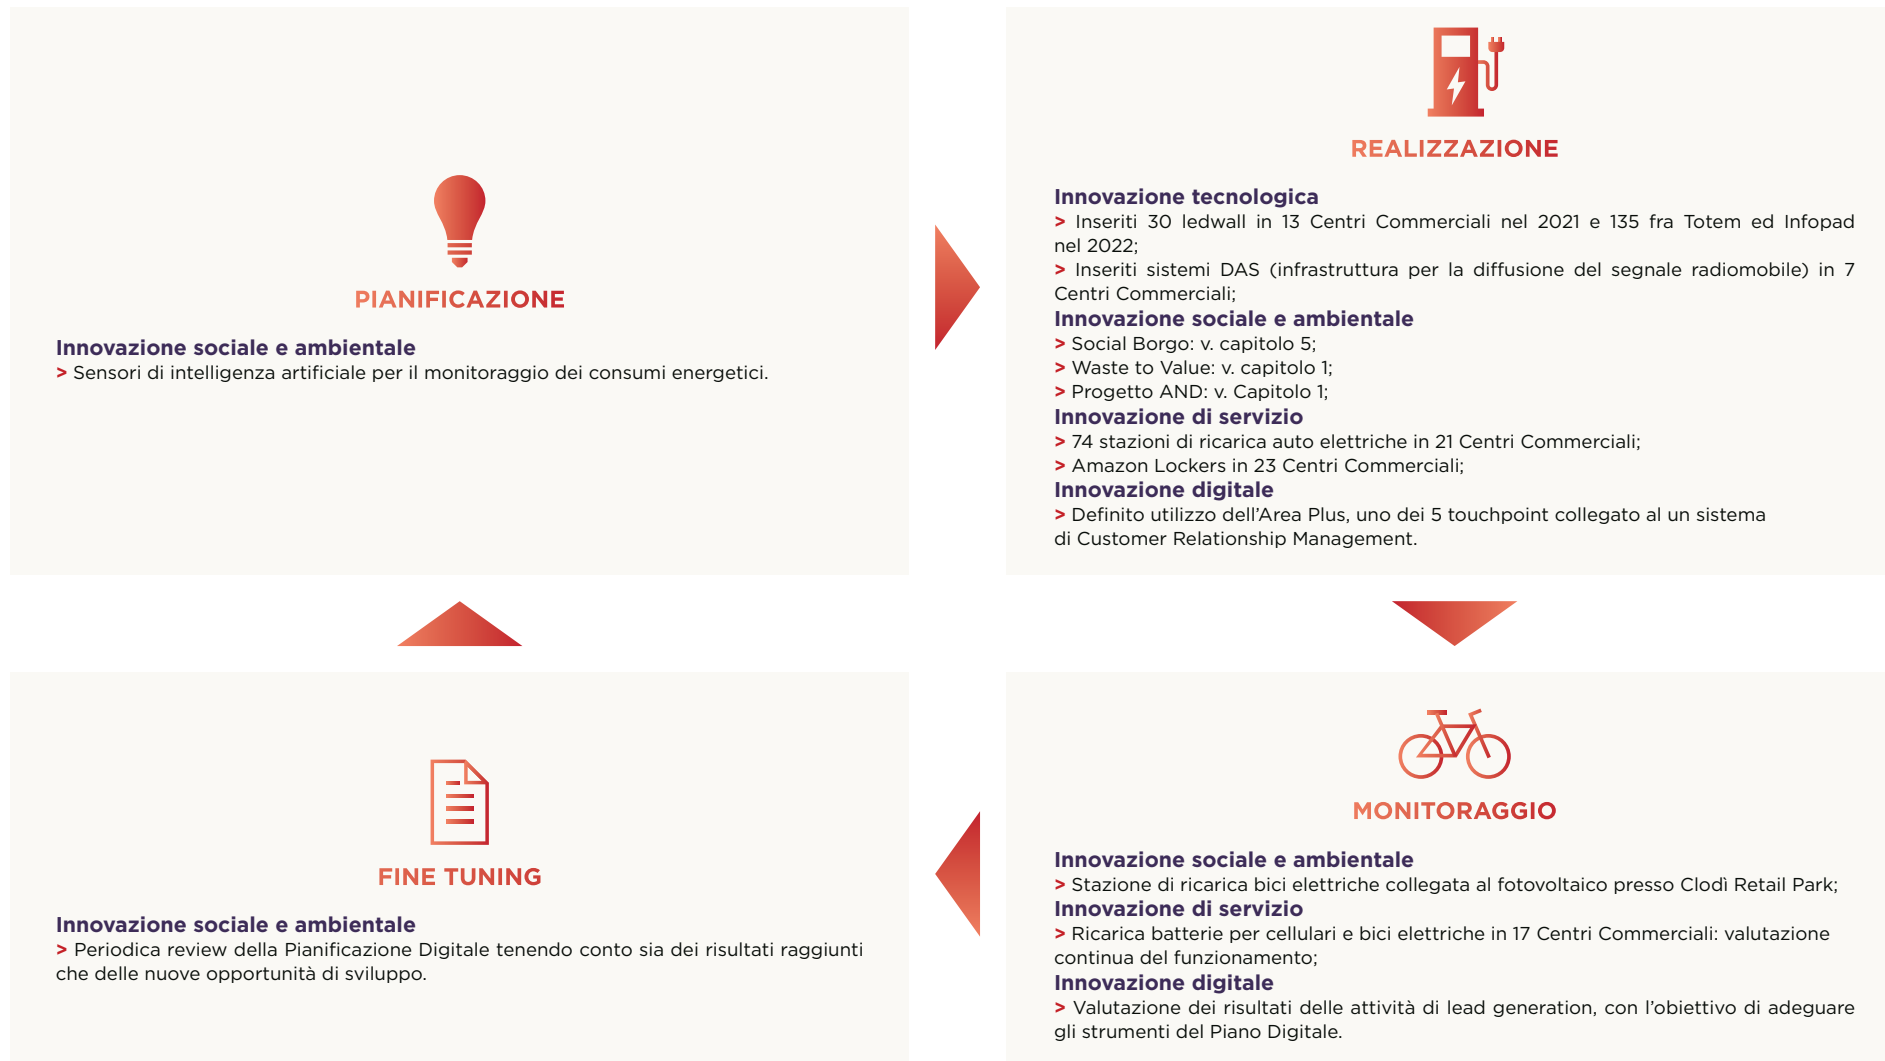 PIANIFICAZIONE
Innovazione sociale e ambientale
> Sensori di intelligenza artificiale per il monitoraggio dei consumi energetici.
REALIZZAZIONE
Innovazione tecnologica
> Inseriti 30 ledwall in 13 Centri Commerciali nel 2021 e 135 fra Totem ed Infopad
nel 2022;
> Inseriti sistemi DAS (infrastruttura per la diffusione del segnale radiomobile) in 7
Centri Commerciali;
Innovazione sociale e ambientale
> Social Borgo: v. capitolo 5;
> Waste to Value: v. capitolo 1;
> Progetto AND: v. Capitolo 1;
Innovazione di servizio
> 74 stazioni di ricarica auto elettriche in 21 Centri Commerciali;
> Amazon Lockers in 23 Centri Commerciali;
Innovazione digitale
> Definito utilizzo dell’Area Plus, uno dei 5 touchpoint collegato al un sistema
di Customer Relationship Management.
FINE TUNING
Innovazione sociale e ambientale
> Periodica review della Pianificazione Digitale tenendo conto sia dei risultati raggiunti
che delle nuove opportunità di sviluppo.
MONITORAGGIO
Innovazione sociale e ambientale
> Stazione di ricarica bici elettriche collegata al fotovoltaico presso Clodì Retail Park;
Innovazione di servizio
> Ricarica batterie per cellulari e bici elettriche in 17 Centri Commerciali: valutazione
continua del funzionamento;
Innovazione digitale
> Valutazione dei risultati delle attività di lead generation, con l’obiettivo di adeguare
gli strumenti del Piano Digitale.